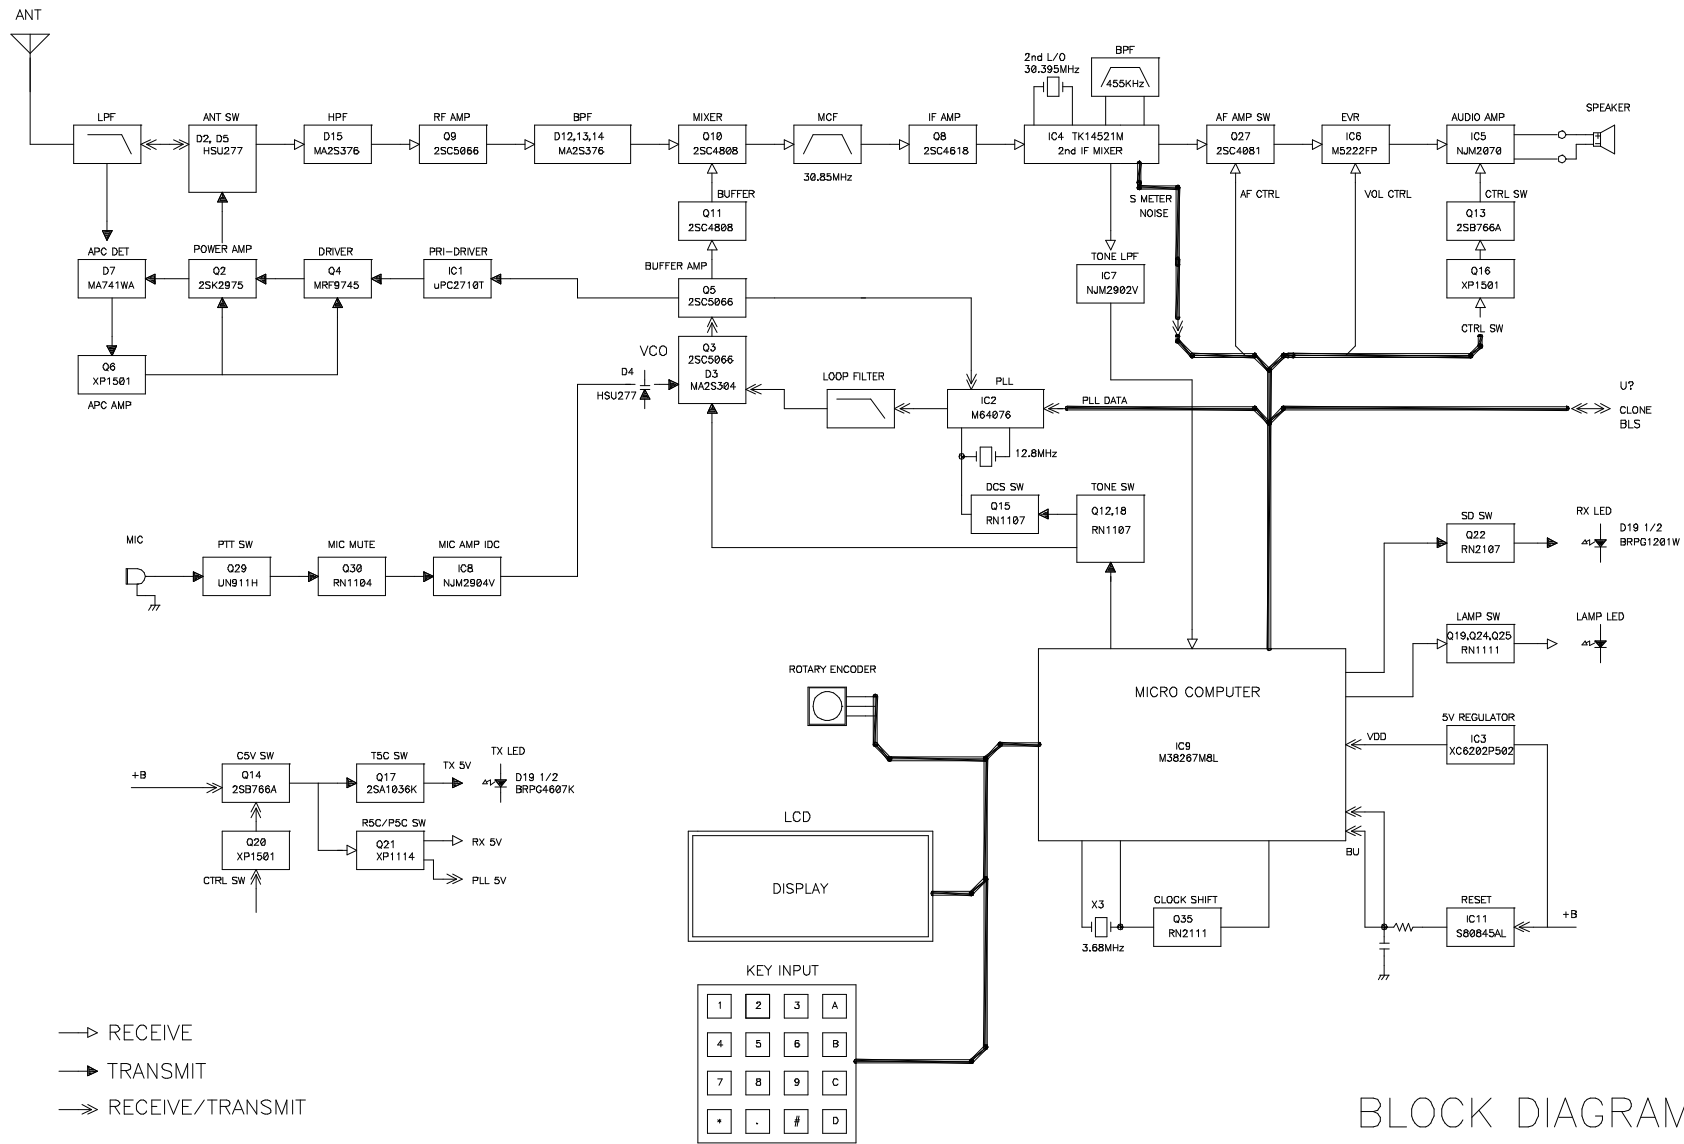 ANT
2nd L/O
30.395MHz
BPF
455KHz
LPF
ANT SW
D2, D5
HSU277
HPF
D15
MA2S376
RF AMP
Q9
2SC5066
BPF
D12,13,14
MA2S376
MIXER
Q10
2SC4808
MCF
30.85MHz
IF AMP
Q8
2SC4618
IC4 TK14521M
2nd IF MIXER
AF AMP SW
Q27
2SC4081
EVR
IC6
M5222FP
AUDIO AMP
IC5
NJM2070
SPEAKER
BUFFER
Q11
2SC4808
S METER
NOISE
AF CTRL
VOL CTRL
CTRL SW
Q13
2SB766A
APC DET
D7
MA741WA
POWER AMP
Q2
2SK2975
DRIVER
Q4
MRF9745
PRI-DRIVER
IC1
uPC2710T
BUFFER AMP
Q5
2SC5066
TONE LPF
IC7
NJM2902V
Q16
XP1501
CTRL SW
Q6
XP1501
APC AMP
VCO
Q3
2SC5066
D3
MA2S304
D4
HSU277
LOOP FILTER
PLL
IC2
M64076
PLL DATA
U?
CLONE
BLS
12.8MHz
DCS SW
Q15
RN1107
TONE SW
Q12,18
RN1107
SD SW
Q22
RN2107
RX LED
D19 1/2
BRPG1201W
MIC
PTT SW
Q29
UN911H
MIC MUTE
Q30
RN1104
MIC AMP IDC
IC8
NJM2904V
LAMP SW
Q19,Q24,Q25
RN1111
LAMP LED
ROTARY ENCODER
MICRO COMPUTER
IC9
M38267M8L
VDD
5V REGULATOR
IC3
XC6202P502
+B
C5V SW
Q14
2SB766A
T5C SW
Q17
2SA1036K
TX 5V
TX LED
D19 1/2
BRPG4607K
Q20
XP1501
CTRL SW
R5C/P5C SW
Q21
XP1114
RX 5V
PLL 5V
LCD
DISPLAY
BU
X3
3.68MHz
CLOCK SHIFT
Q35
RN2111
RESET
IC11
S80845AL
+B
KEY INPUT
1 2 3 A
4 5 6 B
7 8 9 C
* . # D
RECEIVE
TRANSMIT
RECEIVE/TRANSMIT
BLOCK DIAGRAM